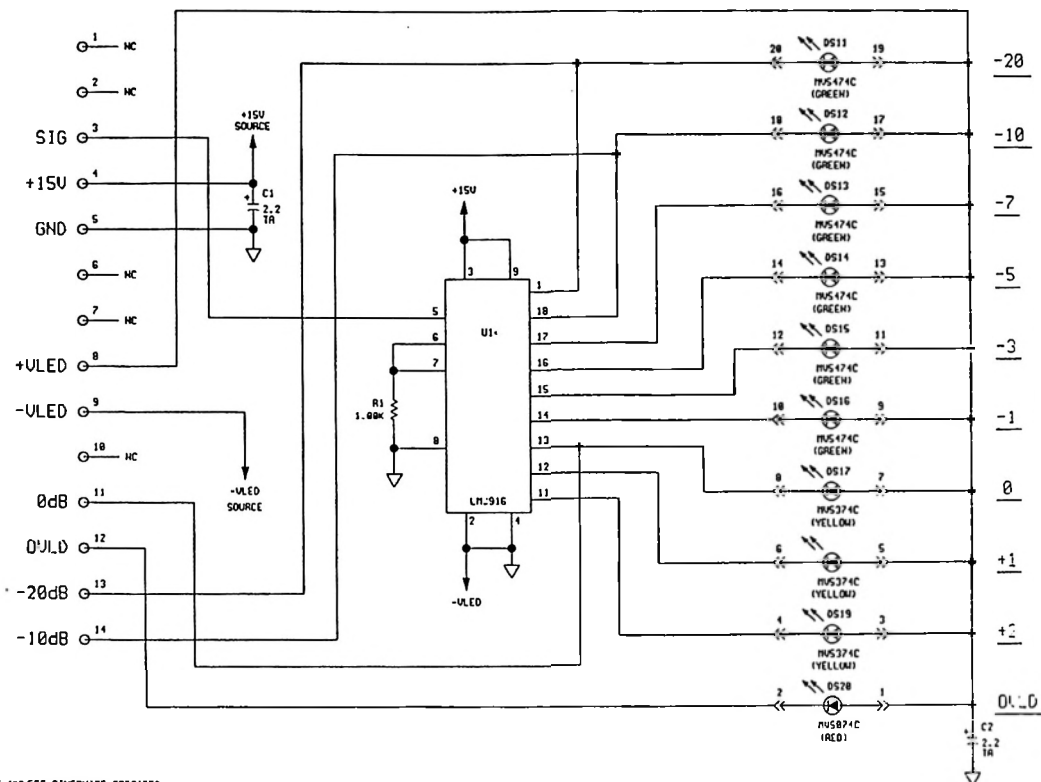 1 NC
2 NC
SIG 3
+15V 4
GND 5
6 NC
7 NC
+VLED 8
-VLED 9
10 NC
0dB 11
OVLD 12
-20dB 13
-10dB 14
+15V
SOURCE
+ C1
2.2
TA
-VLED
SOURCE
+15V
3 9
5
6
7
8
U1
R1
1.00K
1
18
17
16
15
14
13
12
11
2 4
-VLED
20 DS11 19
MV5474C
(GREEN)
-20
18 DS12 17
MV5474C
(GREEN)
-10
16 DS13 15
MV5474C
(GREEN)
-7
14 DS14 13
MV5474C
(GREEN)
-5
12 DS15 11
MV5474C
(GREEN)
-3
10 DS16 9
MV5474C
(GREEN)
-1
8 DS17 7
MV5374C
(YELLOW)
0
6 DS18 5
MV5374C
(YELLOW)
+1
4 DS19 3
MV5374C
(YELLOW)
2 DS20 1
MV5074C
(RED)
OVLD
+ C2
2.2
TA